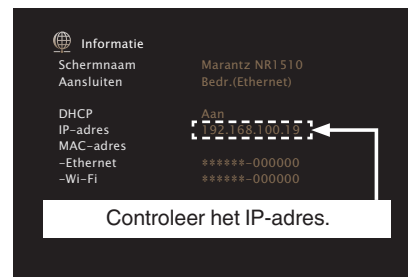 Informatie
Schermnaam Marantz NR1510
Aansluiten Bedr.(Ethernet)
DHCP Aan
IP-adres 192.168.100.19
MAC-adres
-Ethernet ******-000000
-Wi-Fi ******-000000
Controleer het IP-adres.